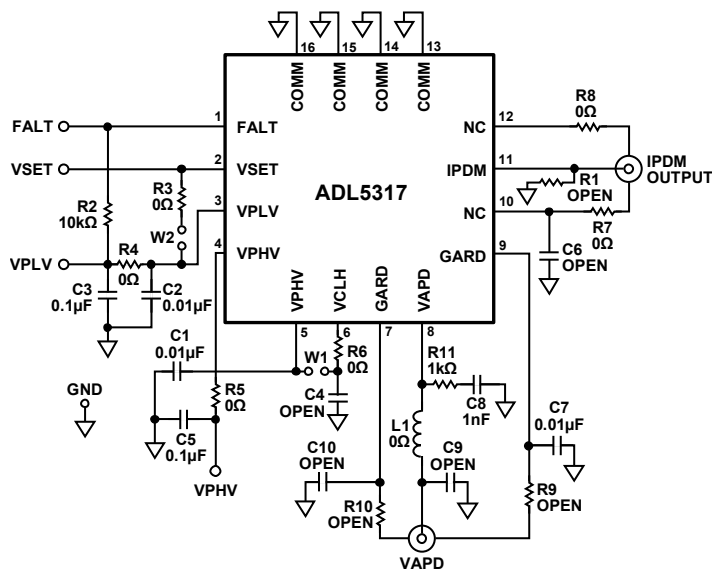 16
15
14
13
COMM
COMM
COMM
COMM
FALT
1
FALT
NC
12
R8
0Ω
VSET
2
VSET
IPDM
11
IPDM
OUTPUT
R3
0Ω
ADL5317
R1
OPEN
R2
10kΩ
3
VPLV
NC
10
W2
R7
0Ω
R4
0Ω
4
VPHV
GARD
9
VPLV
C6
OPEN
C3
0.1µF
C2
0.01µF
VPHV
VCLH
GARD
VAPD
5
6
7
8
C1
0.01µF
W1
R6
0Ω
R11
1kΩ
C4
OPEN
C8
1nF
GND
R5
0Ω
L1
0Ω
C7
0.01µF
C5
0.1µF
C10
OPEN
C9
OPEN
VPHV
R10
OPEN
R9
OPEN
VAPD